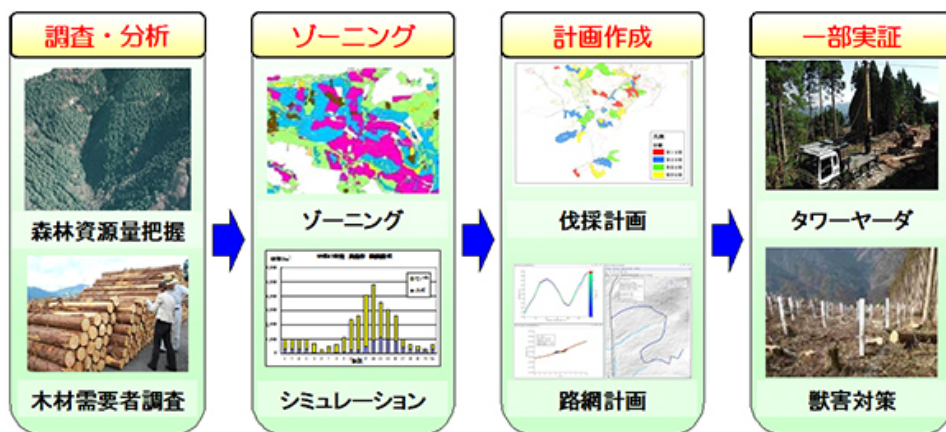 調査・分析
ゾーニング
計画作成
一部実証
森林資源量把握
ゾーニング
伐採計画
タワーヤーダ
木材需要者調査
シミュレーション
路網計画
獣害対策